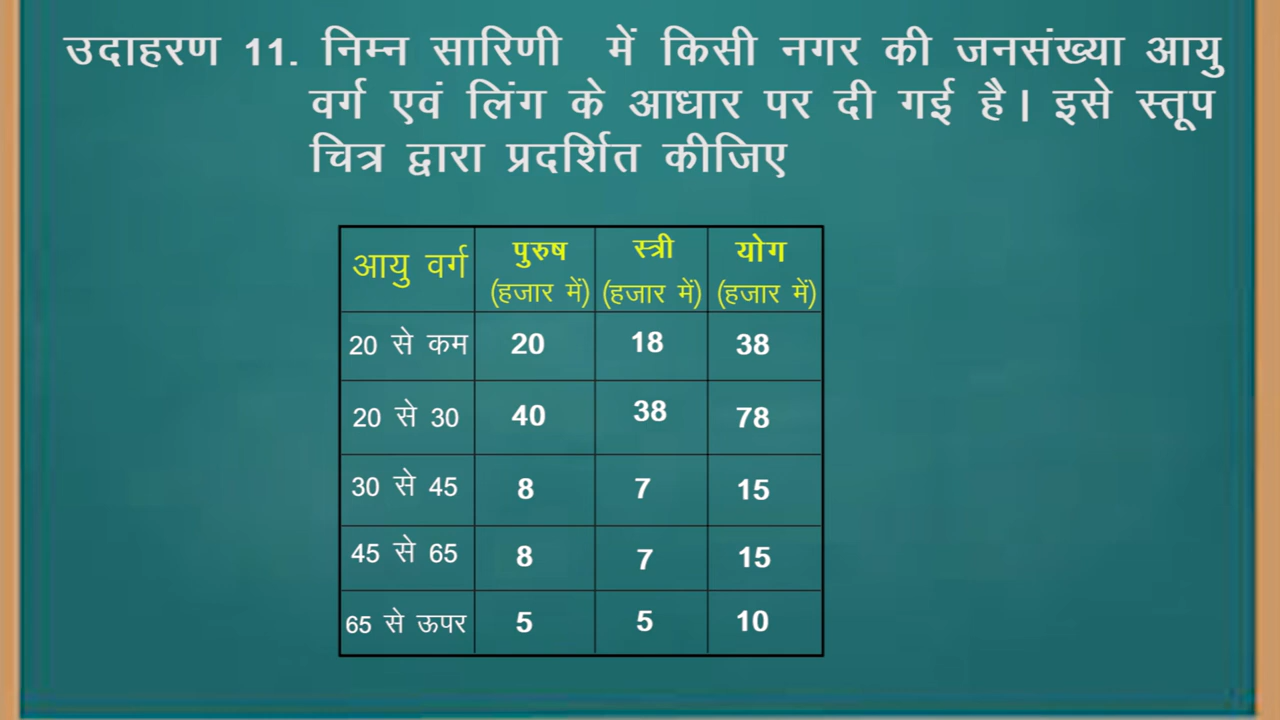 उदाहरण 11. निम्न सारिणी में किसी नगर की जनसंख्या आयु
वर्ग एवं लिंग के आधार पर दी गई है। इसे स्तूप
चित्र द्वारा प्रदर्शित कीजिए
आयु वर्ग पुरुष (हजार में) स्त्री (हजार में) योग (हजार में)
20 से कम 20 18 38
20 से 30 40 38 78
30 से 45 8 7 15
45 से 65 8 7 15
65 से ऊपर 5 5 10